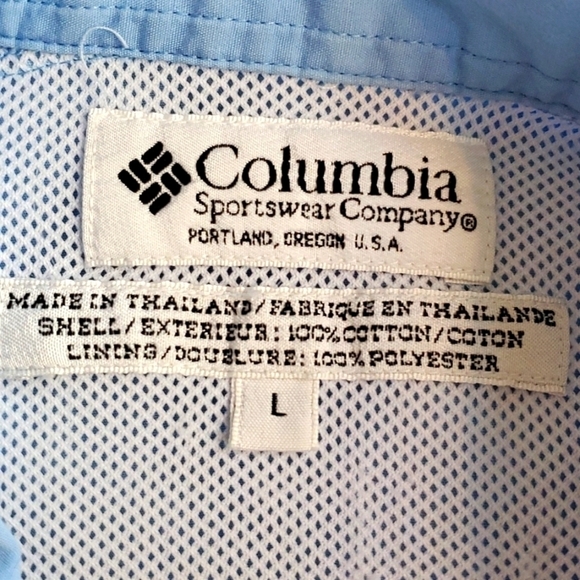 Columbia
Sportswear Company®
PORTLAND, OREGON U.S.A.
MADE IN THAILAND/FABRIQUE EN THAILANDE
SHELL/EXTERIEUR: 100% COTTON/COTON
LINING/DOUBLURE: 100% POLYESTER
L